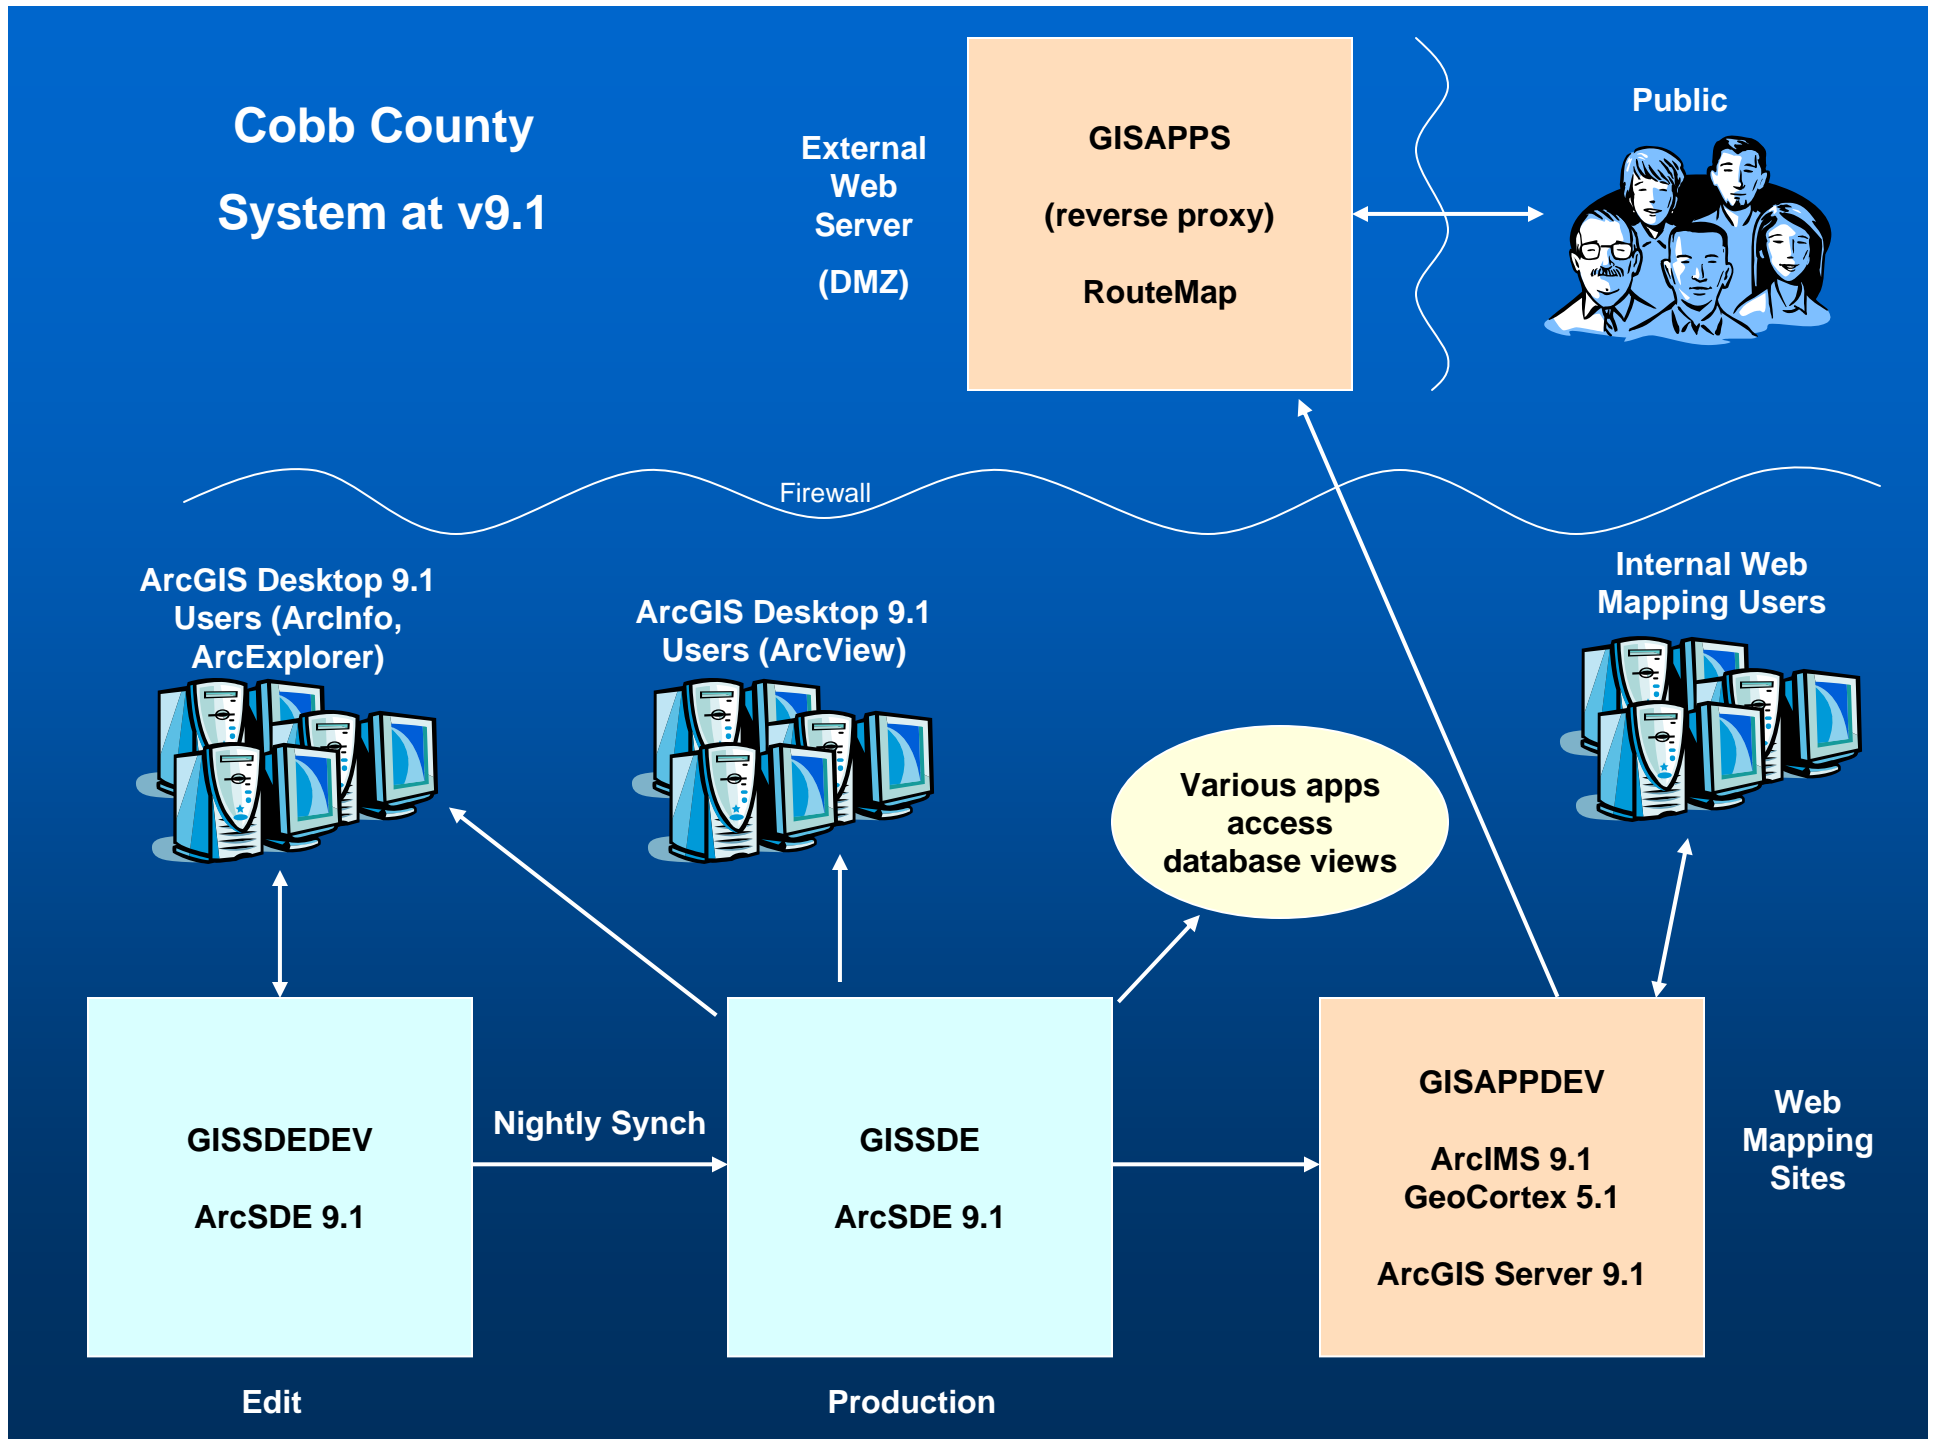 Cobb County
System at v9.1
External
Web
Server
(DMZ)
GISAPPS
(reverse proxy)
RouteMap
Public
Firewall
ArcGIS Desktop 9.1
Users (ArcInfo,
ArcExplorer)
ArcGIS Desktop 9.1
Users (ArcView)
Internal Web
Mapping Users
Various apps
access
database views
GISSDEDEV
ArcSDE 9.1
Nightly Synch
GISSDE
ArcSDE 9.1
GISAPPDEV
ArcIMS 9.1
GeoCortex 5.1
ArcGIS Server 9.1
Web
Mapping
Sites
Edit
Production